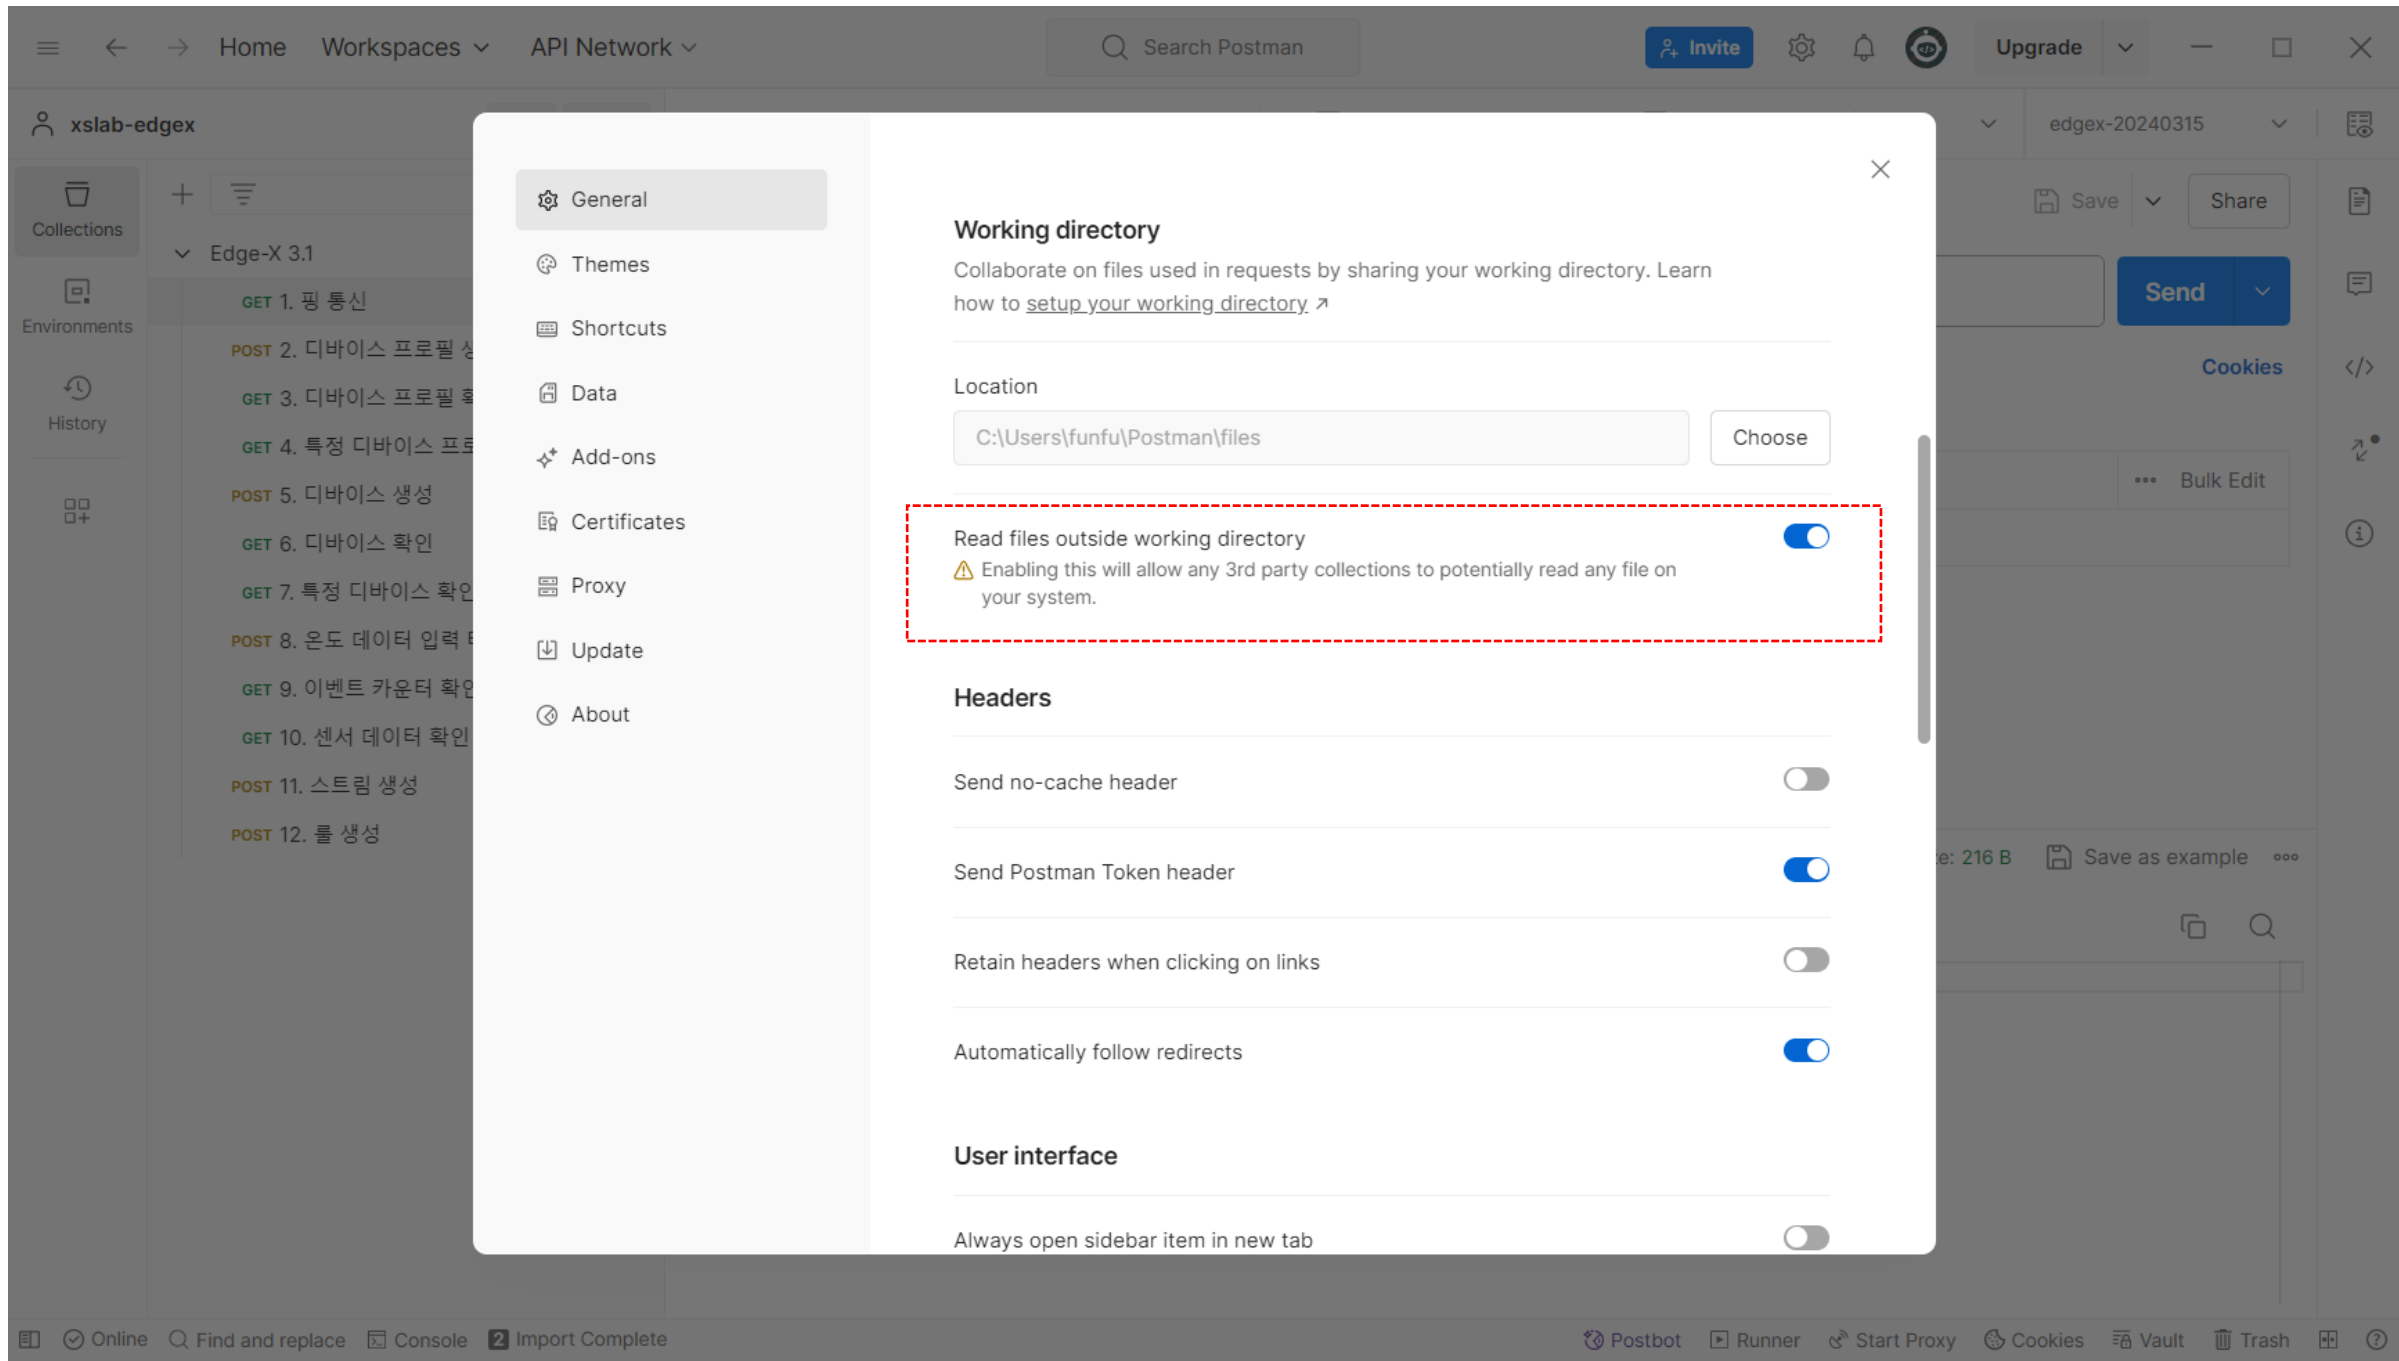 Home
Workspaces
API Network
Search Postman
Invite
Upgrade
xslab-edgex
edgex-20240315
Collections
Environments
History
Edge-X 3.1
GET 1. 핑 통신
POST 2. 디바이스 프로필
GET 3. 디바이스 프로필
GET 4. 특정 디바이스
POST 5. 디바이스 생성
GET 6. 디바이스 확인
GET 7. 특정 디바이스 확인
POST 8. 온도 데이터 입력
GET 9. 이벤트 카운터 확인
GET 10. 센서 데이터 확인
POST 11. 스트림 생성
POST 12. 룰 생성
General
Themes
Shortcuts
Data
Add-ons
Certificates
Proxy
Update
About
Working directory
Collaborate on files used in requests by sharing your working directory. Learn
how to setup your working directory ↗
Location
C:\Users\funfu\Postman\files
Choose
Read files outside working directory
Enabling this will allow any 3rd party collections to potentially read any file on
your system.
Headers
Send no-cache header
Send Postman Token header
Retain headers when clicking on links
Automatically follow redirects
User interface
Always open sidebar item in new tab
Save
Share
Send
Cookies
Bulk Edit
216 B
Save as example
Online
Find and replace
Console
2 Import Complete
Postbot
Runner
Start Proxy
Cookies
Vault
Trash